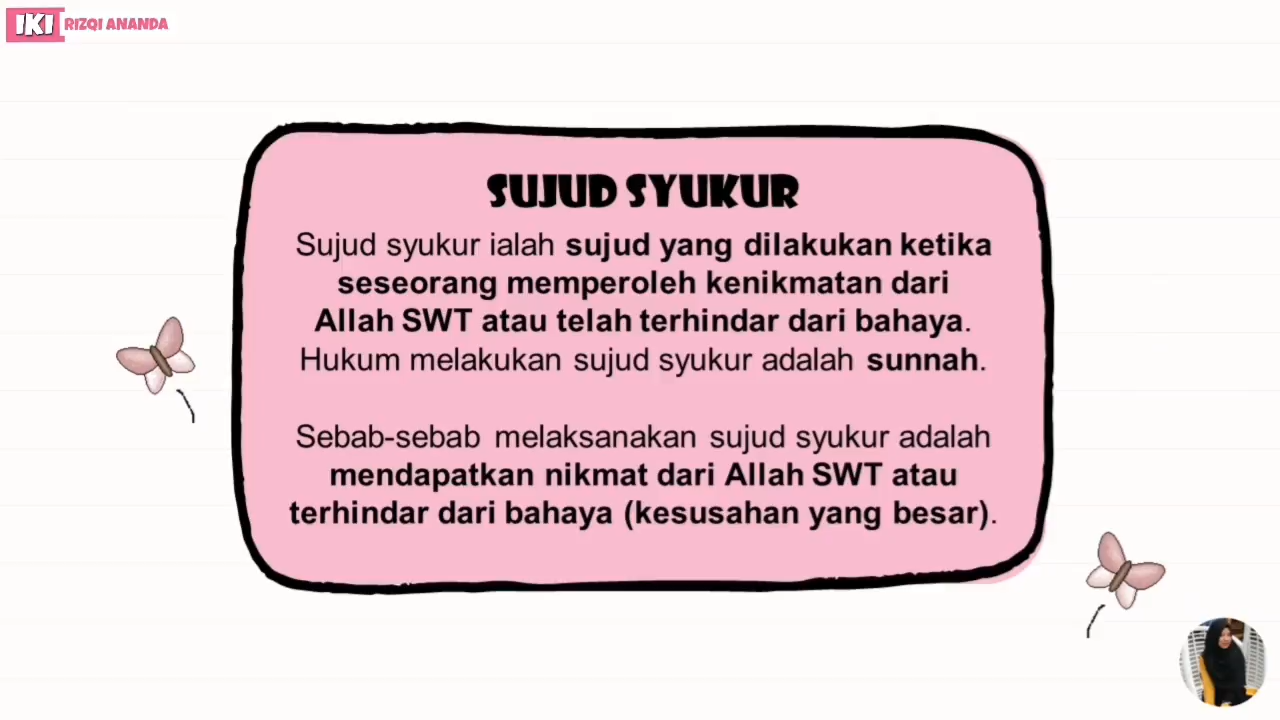 IKI RIZQI ANANDA
SUJUD SYUKUR
Sujud syukur ialah sujud yang dilakukan ketika
seseorang memperoleh kenikmatan dari
Allah SWT atau telah terhindar dari bahaya.
Hukum melakukan sujud syukur adalah sunnah.
Sebab-sebab melaksanakan sujud syukur adalah
mendapatkan nikmat dari Allah SWT atau
terhindar dari bahaya (kesusahan yang besar).